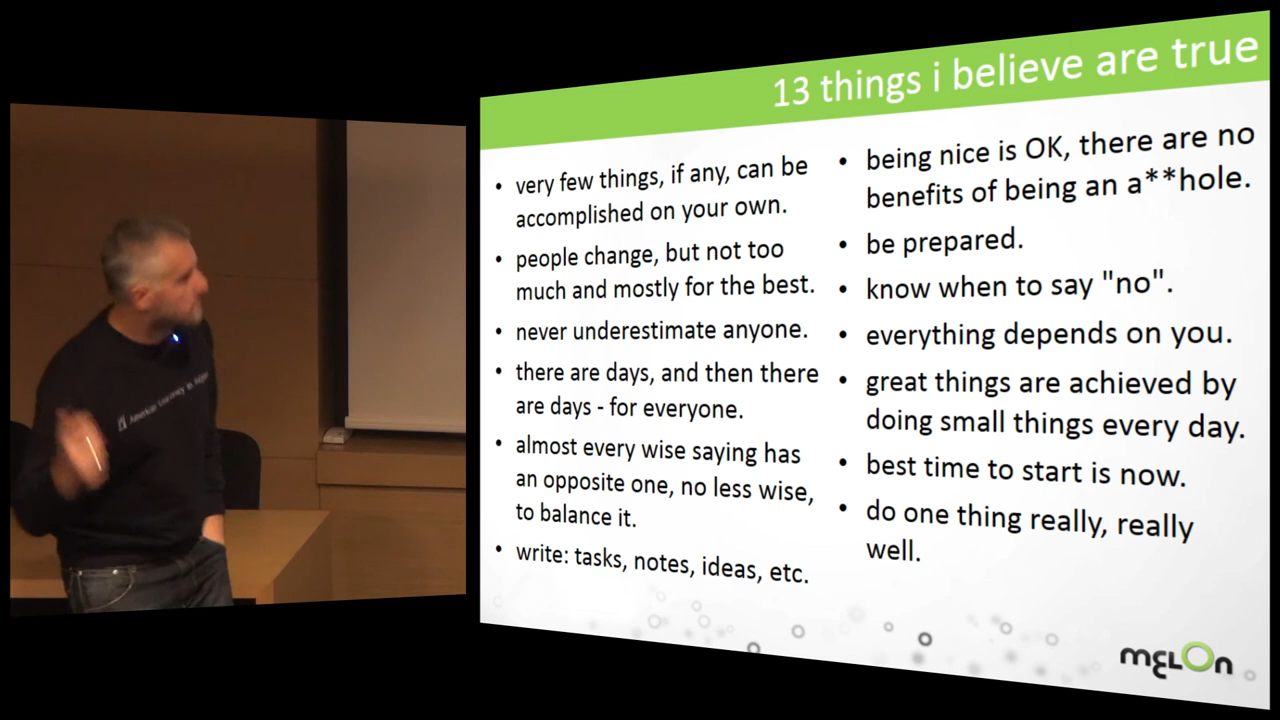 13 things i believe are true
• very few things, if any, can be
accomplished on your own.
• people change, but not too
much and mostly for the best.
• never underestimate anyone.
• there are days, and then there
are days - for everyone.
• almost every wise saying has
an opposite one, no less wise,
to balance it.
• write: tasks, notes, ideas, etc.
• being nice is OK, there are no
benefits of being an a**hole.
• be prepared.
• know when to say "no".
• everything depends on you.
• great things are achieved by
doing small things every day.
• best time to start is now.
• do one thing really, really
well.
melon
American University in